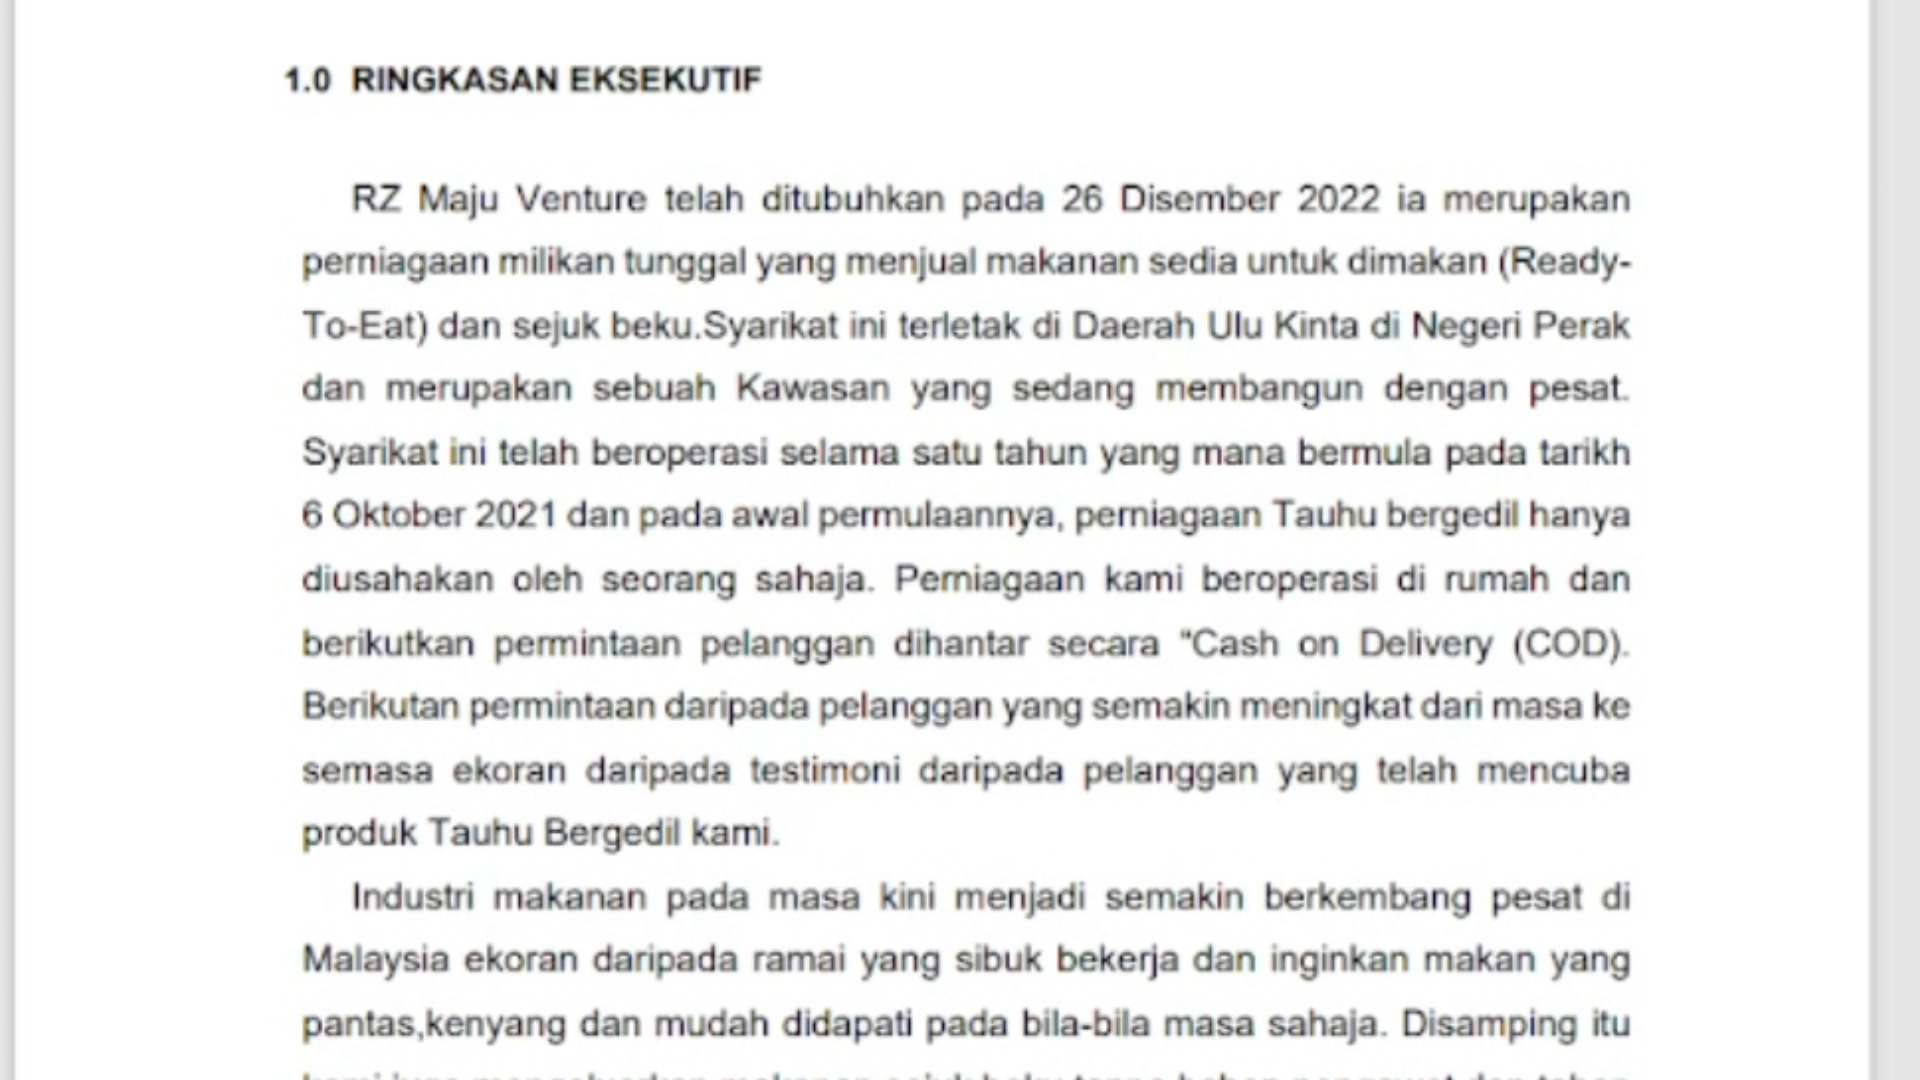 1.0 RINGKASAN EKSEKUTIF
RZ Maju Venture telah ditubuhkan pada 26 Disember 2022 ia merupakan
perniagaan milikan tunggal yang menjual makanan sedia untuk dimakan (Ready-
To-Eat) dan sejuk beku.Syarikat ini terletak di Daerah Ulu Kinta di Negeri Perak
dan merupakan sebuah Kawasan yang sedang membangun dengan pesat.
Syarikat ini telah beroperasi selama satu tahun yang mana bermula pada tarikh
6 Oktober 2021 dan pada awal permulaannya, perniagaan Tauhu bergedil hanya
diusahakan oleh seorang sahaja. Perniagaan kami beroperasi di rumah dan
berikutkan permintaan pelanggan dihantar secara “Cash on Delivery (COD).
Berikutan permintaan daripada pelanggan yang semakin meningkat dari masa ke
semasa ekoran daripada testimoni daripada pelanggan yang telah mencuba
produk Tauhu Bergedil kami.
Industri makanan pada masa kini menjadi semakin berkembang pesat di
Malaysia ekoran daripada ramai yang sibuk bekerja dan inginkan makan yang
pantas,kenyang dan mudah didapati pada bila-bila masa sahaja. Disamping itu